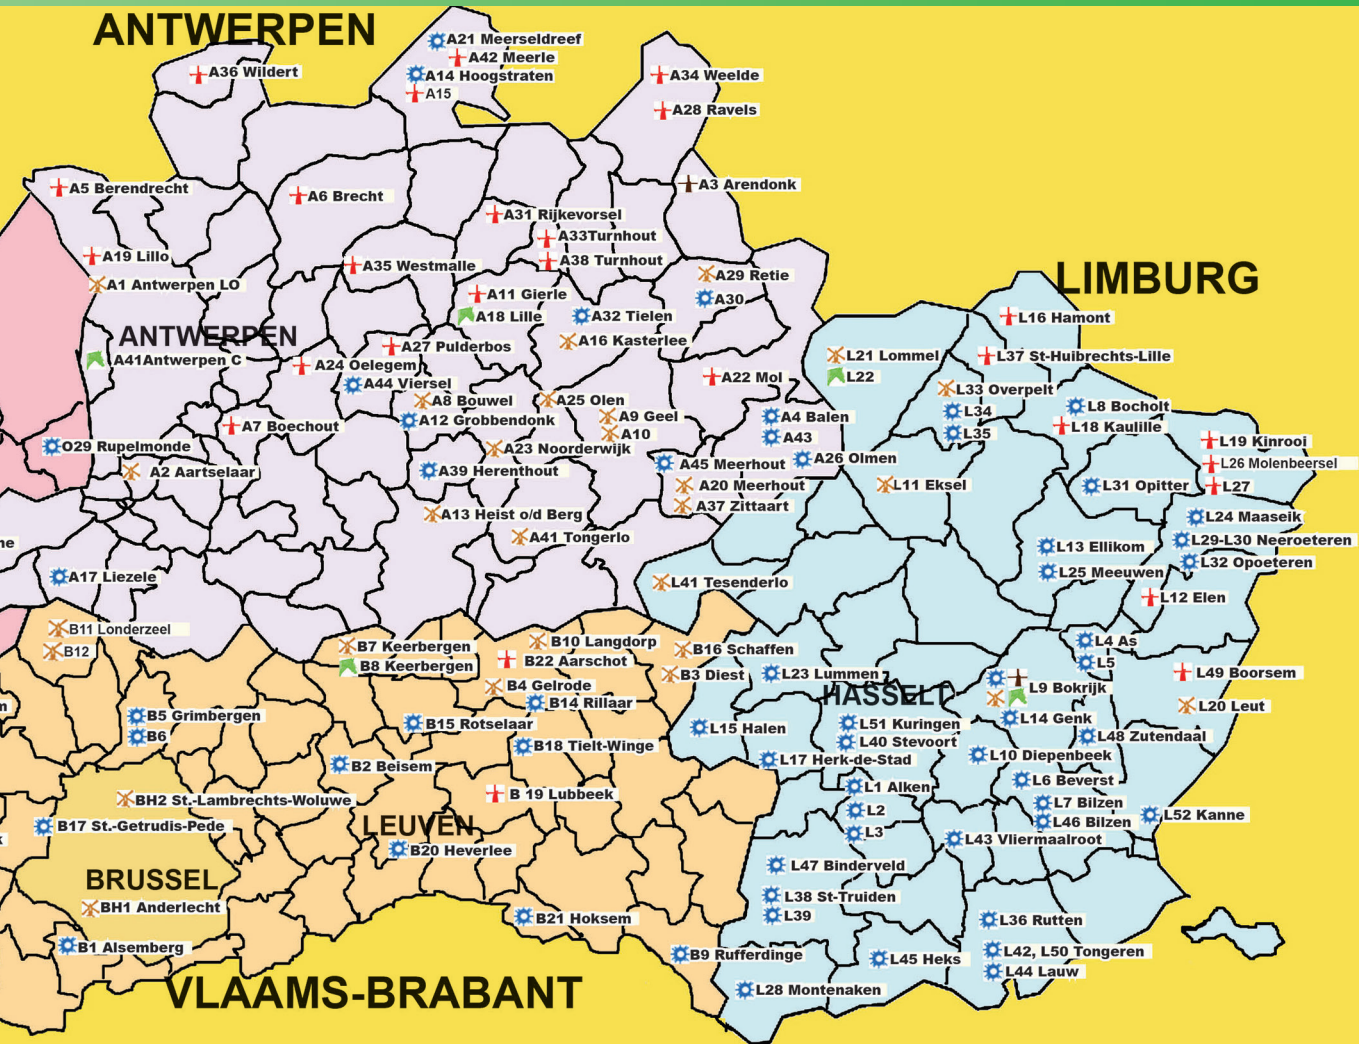 ANTWERPEN
A21 Meerseldreef
A42 Meerle
A36 Wildert
A14 Hoogstraten
A15
A34 Weelde
A28 Ravels
A3 Arendonk
A5 Berendrecht
A6 Brecht
A31 Rijkevorsel
A33Turnhout
A38 Turnhout
A19 Lillo
A35 Westmalle
A29 Retie
A1 Antwerpen LO
A11 Gierle
A30
LIMBURG
A18 Lille
A32 Tielen
L16 Hamont
ANTWERPEN
A16 Kasterlee
A27 Pulderbos
A41Antwerpen C
L21 Lommel
L37 St-Huibrechts-Lille
A24 Oelegem
A22 Mol
L22
A44 Viersel
L33 Overpelt
A8 Bouwel
A25 Olen
L34
L8 Bocholt
A12 Grobbendonk
A9 Geel
A4 Balen
A7 Boechout
A10
A43
L35
L18 Kaulille
O29 Rupelmonde
A23 Noorderwijk
L19 Kinrooi
A2 Aartselaar
A39 Herenthout
A45 Meerhout
A26 Olmen
L26 Molenbeersel
A20 Meerhout
L11 Eksel
L31 Opitter
L27
A37 Zittaart
A13 Heist o/d Berg
L24 Maaseik
A41 Tongerlo
L13 Ellikom
L29-L30 Neeroeteren
ne
L32 Opoeteren
A17 Liezele
L25 Meeuwen
L41 Tesenderlo
L12 Elen
B11 Londerzeel
B12
B7 Keerbergen
B10 Langdorp
B16 Schaffen
L4 As
B8 Keerbergen
B22 Aarschot
L5
B3 Diest
L23 Lummen
L49 Boorsem
B4 Gelrode
HASSELT
L9 Bokrijk
m
B14 Rillaar
L20 Leut
B5 Grimbergen
B15 Rotselaar
L15 Halen
L51 Kuringen
L14 Genk
B6
B18 Tielt-Winge
L40 Stevoort
L48 Zutendaal
B2 Beisem
L17 Herk-de-Stad
L10 Diepenbeek
L6 Beverst
BH2 St.-Lambrechts-Woluwe
B 19 Lubbeek
L1 Alken
L7 Bilzen
L2
L46 Bilzen
L52 Kanne
B17 St.-Getrudis-Pede
LEUVEN
L3
L43 Vliermaalroot
k
B20 Heverlee
L47 Binderveld
BRUSSEL
L38 St-Truiden
BH1 Anderlecht
B21 Hoksem
L39
L36 Rutten
B1 Alsemberg
B9 Rufferdinge
L45 Heks
L42, L50 Tongeren
L44 Lauw
VLAAMS-BRABANT
L28 Montenaken